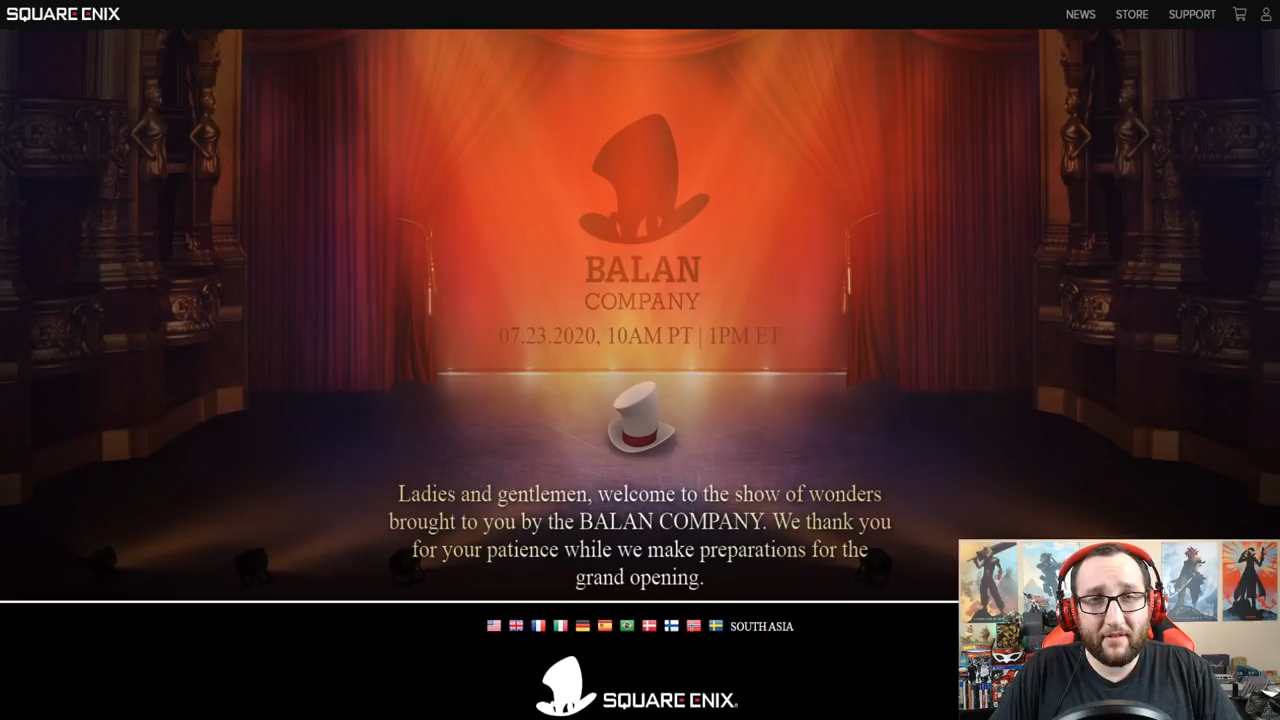 SQUARE ENIX
NEWS STORE SUPPORT
BALAN
COMPANY
07.23.2020, 10AM PT | 1PM ET
Ladies and gentlemen, welcome to the show of wonders
brought to you by the BALAN COMPANY. We thank you
for your patience while we make preparations for the
grand opening.
SOUTH ASIA
SQUARE ENIX®